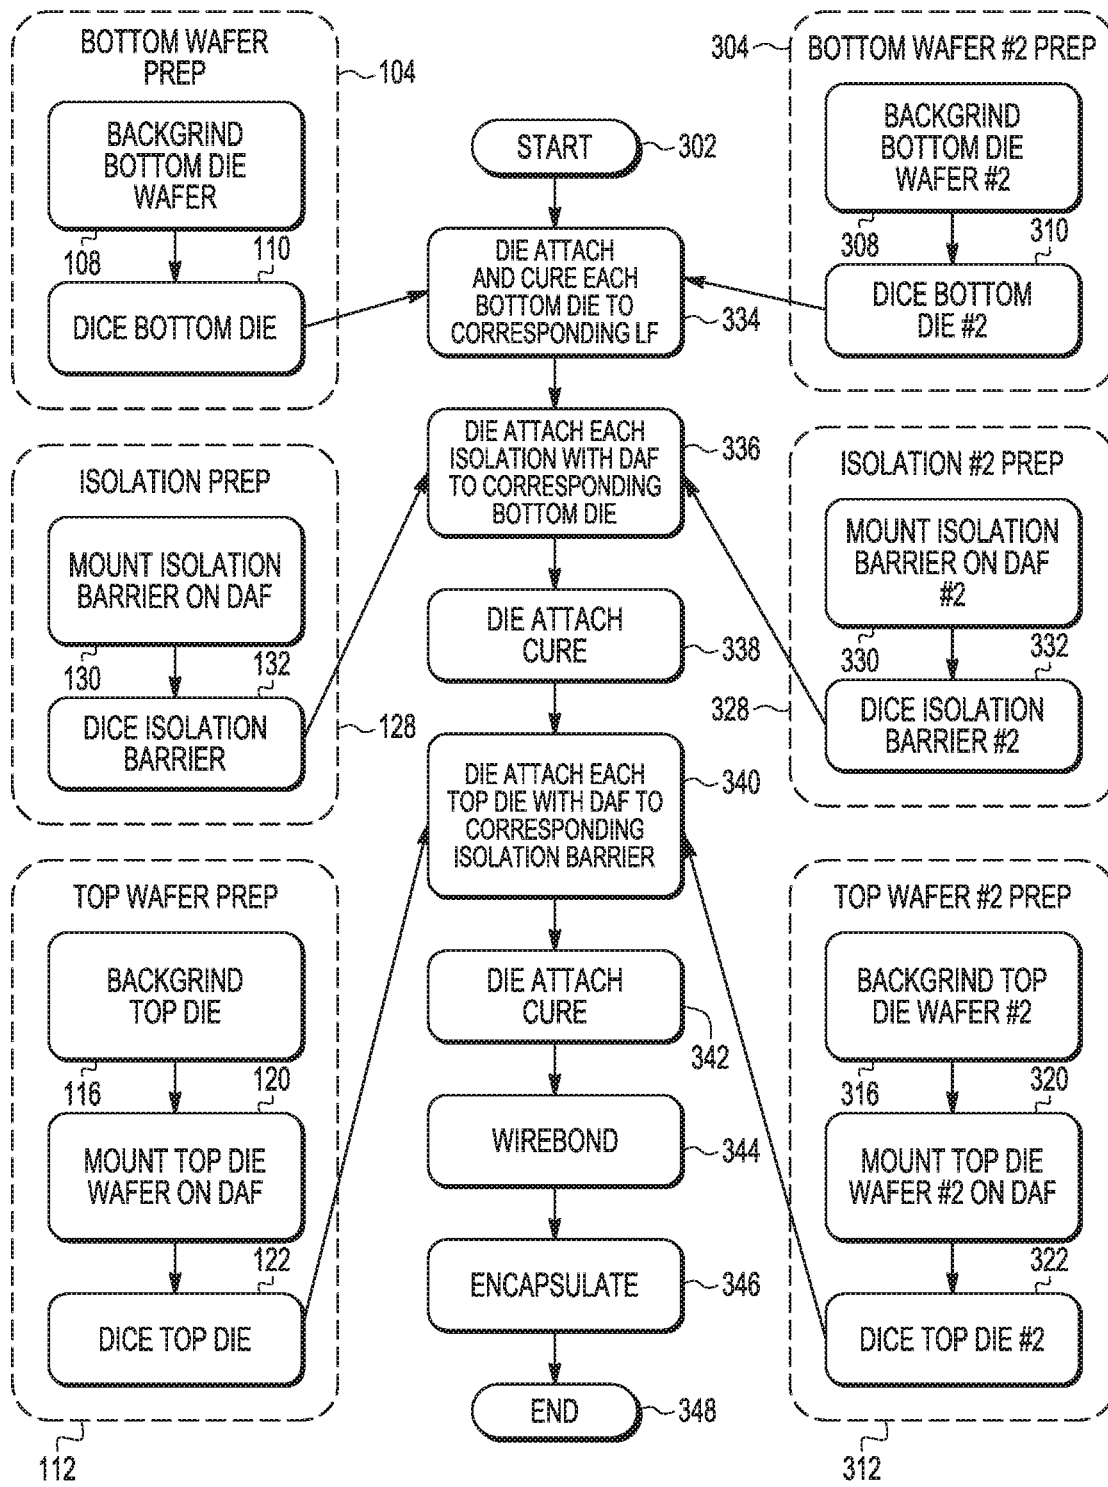 BOTTOM WAFER
PREP
104
BACKGRIND
BOTTOM DIE
WAFER
108
110
DICE BOTTOM DIE
ISOLATION PREP
MOUNT ISOLATION
BARRIER ON DAF
130
132
DICE ISOLATION
BARRIER
128
TOP WAFER PREP
BACKGRIND
TOP DIE
116
120
MOUNT TOP DIE
WAFER ON DAF
122
DICE TOP DIE
112
START
302
DIE ATTACH
AND CURE EACH
BOTTOM DIE TO
CORRESPONDING LF
334
DIE ATTACH EACH
ISOLATION WITH DAF
TO CORRESPONDING
BOTTOM DIE
336
DIE ATTACH
CURE
338
DIE ATTACH EACH
TOP DIE WITH DAF TO
CORRESPONDING
ISOLATION BARRIER
340
DIE ATTACH
CURE
342
WIREBOND
344
ENCAPSULATE
346
END
348
304
BOTTOM WAFER #2 PREP
BACKGRIND
BOTTOM DIE
WAFER #2
308
310
DICE BOTTOM
DIE #2
ISOLATION #2 PREP
MOUNT ISOLATION
BARRIER ON DAF
#2
330
332
328
DICE ISOLATION
BARRIER #2
TOP WAFER #2 PREP
BACKGRIND TOP
DIE WAFER #2
316
320
MOUNT TOP DIE
WAFER #2 ON DAF
322
DICE TOP DIE #2
312